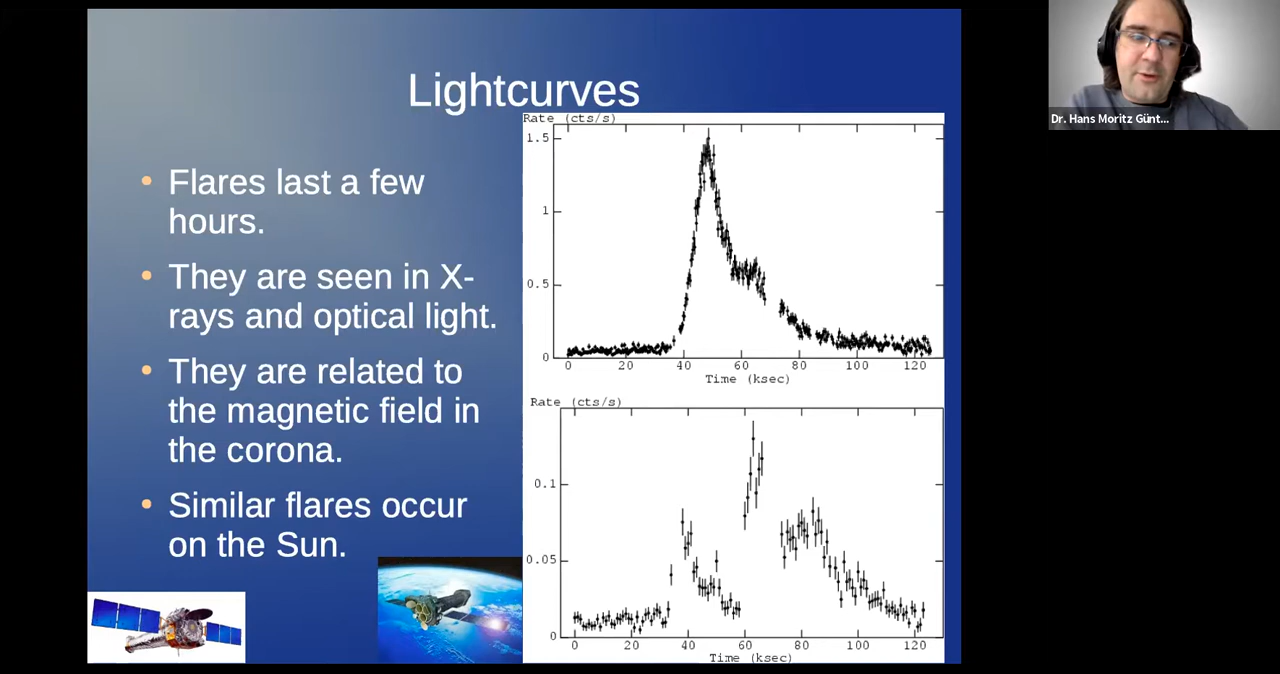 Lightcurves
• Flares last a few
hours.
• They are seen in X-
rays and optical light.
• They are related to
the magnetic field in
the corona.
• Similar flares occur
on the Sun.
Rate (cts/s)
1.5
1
0.5
0
0 20 40 60 80 100 120
Time (ksec)
Rate (cts/s)
0.1
0.05
0
0 20 40 60 80 100 120
Time (ksec)
Dr. Hans Moritz Günt...